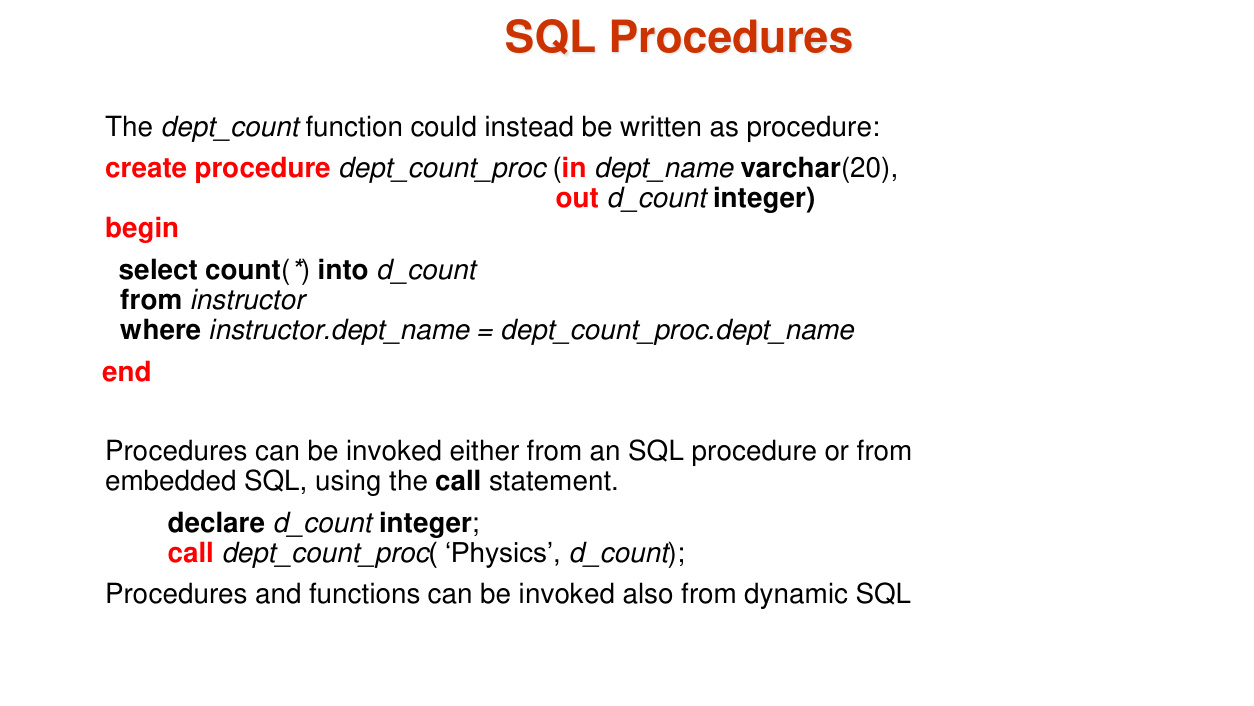 SQL Procedures
The dept_count function could instead be written as procedure:
create procedure dept_count_proc (in dept_name varchar(20),
out d_count integer)
begin
select count(*) into d_count
from instructor
where instructor.dept_name = dept_count_proc.dept_name
end
Procedures can be invoked either from an SQL procedure or from
embedded SQL, using the call statement.
declare d_count integer;
call dept_count_proc( ‘Physics’, d_count);
Procedures and functions can be invoked also from dynamic SQL